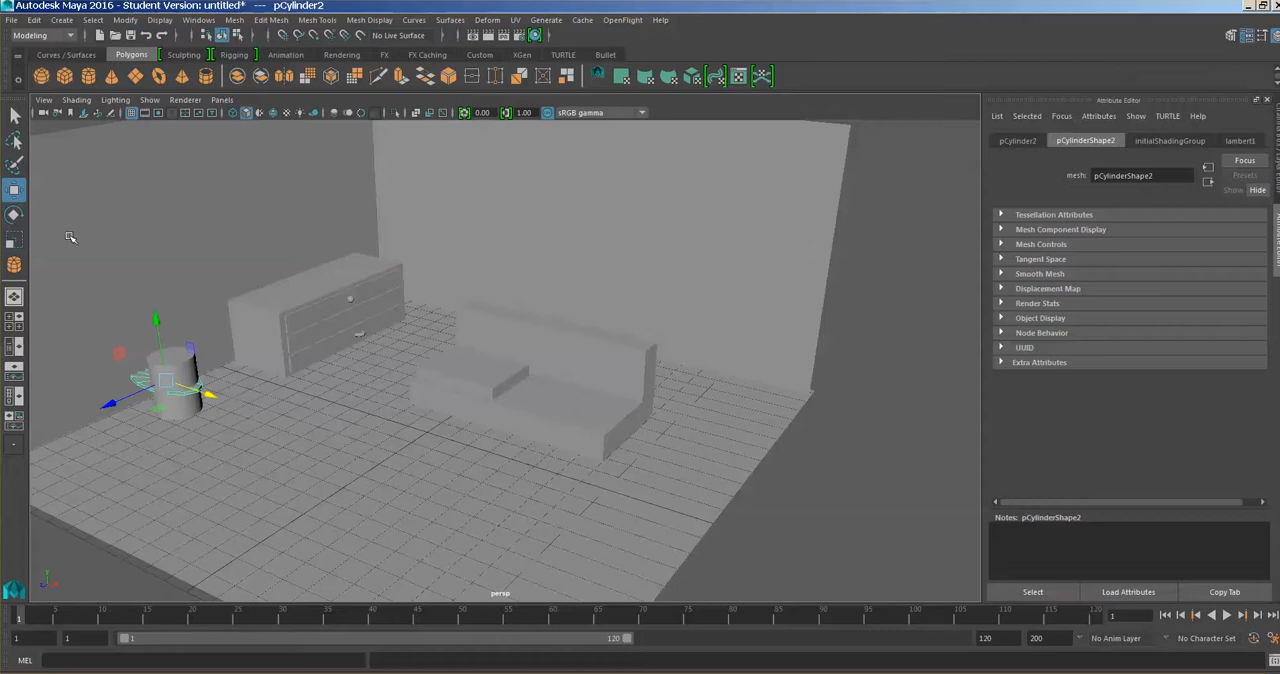 Autodesk Maya 2016 - Student Version: untitled* --- pCylinder2
File Edit Create Select Modify Display Windows Mesh Edit Mesh Mesh Tools Mesh Display Curves Surfaces Deform UV Generate Cache OpenFlight Help
Modeling No Live Surface
Curves / Surfaces Polygons Sculpting Rigging Animation Rendering FX FX Caching Custom XGen TURTLE Bullet
View Shading Lighting Show Renderer Panels
0.00 1.00 sRGB gamma
Attribute Editor
List Selected Focus Attributes Show TURTLE Help
pCylinder2 pCylinderShape2 initialShadingGroup lambert1
Focus
mesh: pCylinderShape2
Presets
Show Hide
Tessellation Attributes
Mesh Component Display
Mesh Controls
Tangent Space
Smooth Mesh
Displacement Map
Render Stats
Object Display
Node Behavior
UUID
Extra Attributes
Notes: pCylinderShape2
persp
Select Load Attributes Copy Tab
1 5 10 15 20 25 30 35 40 45 50 55 60 65 70 75 80 85 90 95 100 105 110 115 120 1
1 1 1 120 120 200 No Anim Layer No Character Set
MEL